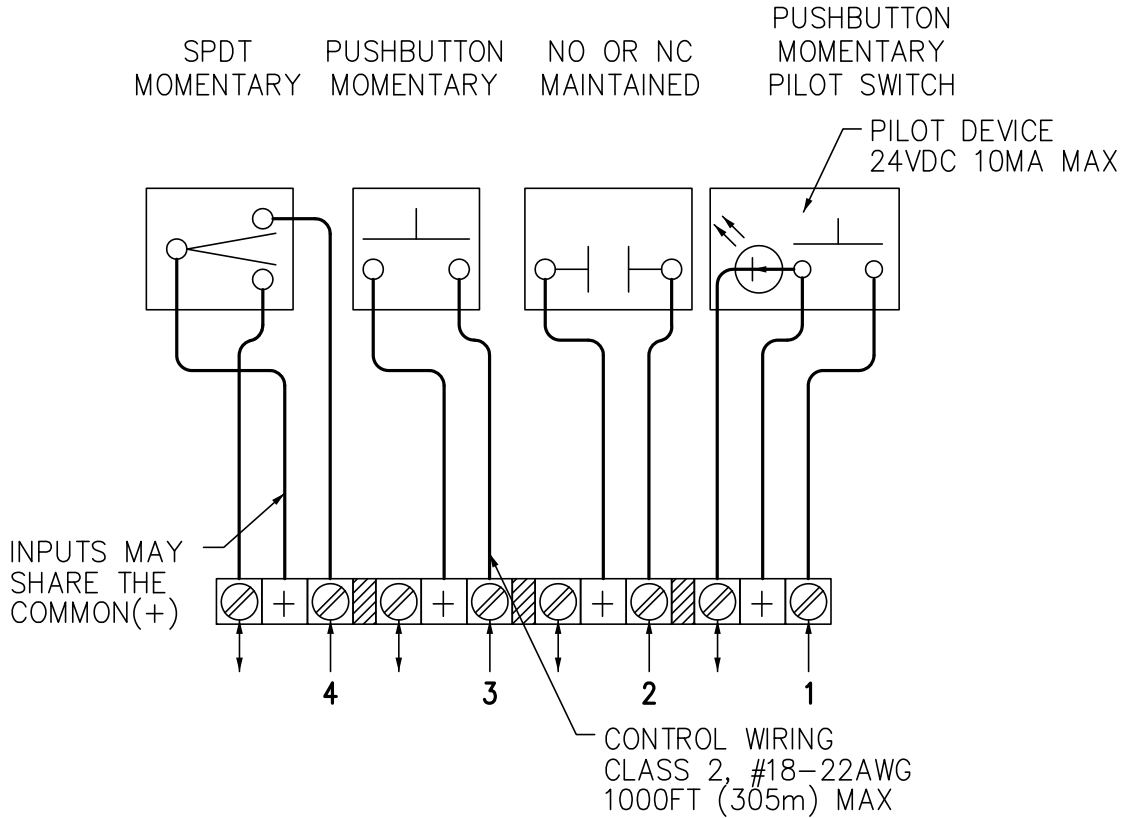 SPDT
MOMENTARY
PUSHBUTTON
MOMENTARY
NO OR NC
MAINTAINED
PUSHBUTTON
MOMENTARY
PILOT SWITCH
PILOT DEVICE
24VDC 10MA MAX
INPUTS MAY
SHARE THE
COMMON(+)
+ + + +
4 3 2 1
CONTROL WIRING
CLASS 2, #18-22AWG
1000FT (305m) MAX